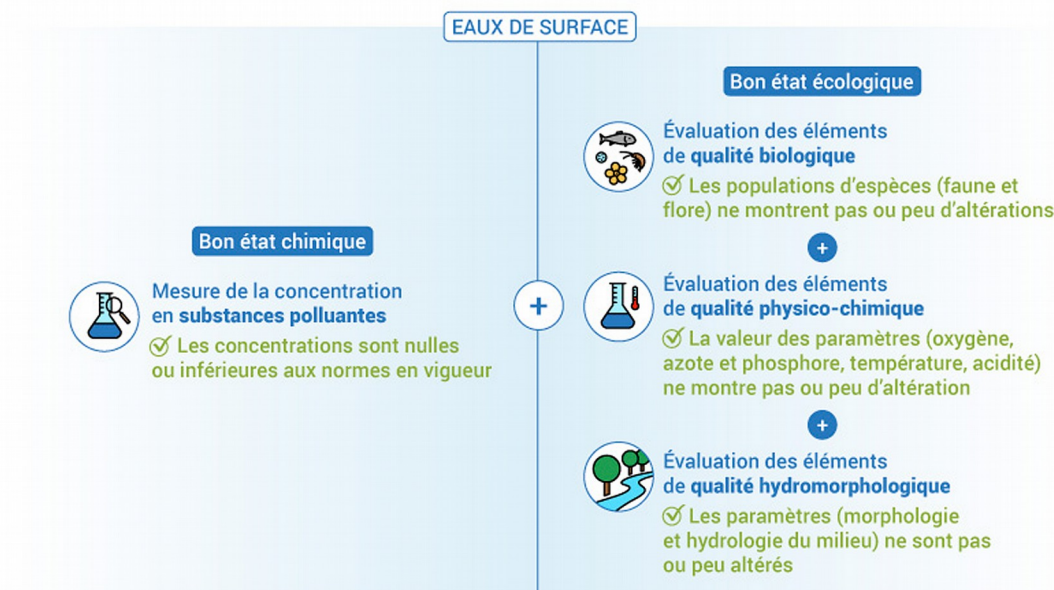 EAUX DE SURFACE
Bon état chimique
Mesure de la concentration
en substances polluantes
Les concentrations sont nulles
ou inférieures aux normes en vigueur
+
Bon état écologique
Évaluation des éléments
de qualité biologique
Les populations d'espèces (faune et
flore) ne montrent pas ou peu d'altérations
+
Évaluation des éléments
de qualité physico-chimique
La valeur des paramètres (oxygène,
azote et phosphore, température, acidité)
ne montre pas ou peu d'altération
+
Évaluation des éléments
de qualité hydromorphologique
Les paramètres (morphologie
et hydrologie du milieu) ne sont pas
ou peu altérés